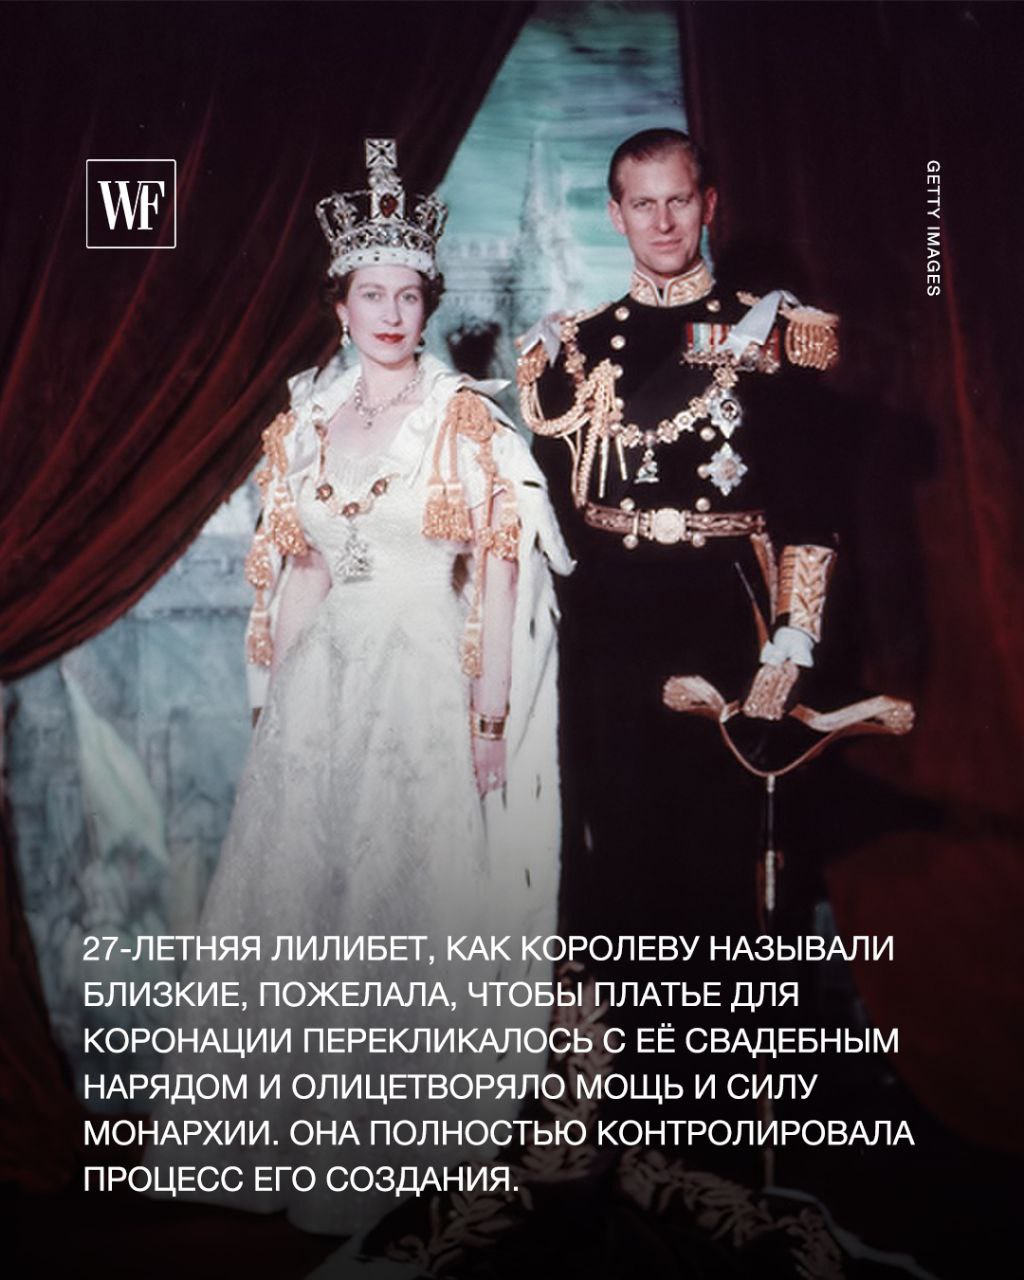 WF
GETTY IMAGES
27-ЛЕТНЯЯ ЛИЛИБЕТ, КАК КОРОЛЕВУ НАЗЫВАЛИ
БЛИЗКИЕ, ПОЖЕЛАЛА, ЧТОБЫ ПЛАТЬЕ ДЛЯ
КОРОНАЦИИ ПЕРЕКЛИКАЛОСЬ С ЕЁ СВАДЕБНЫМ
НАРЯДОМ И ОЛИЦЕТВОРЯЛО МОЩЬ И СИЛУ
МОНАРХИИ. ОНА ПОЛНОСТЬЮ КОНТРОЛИРОВАЛА
ПРОЦЕСС ЕГО СОЗДАНИЯ.